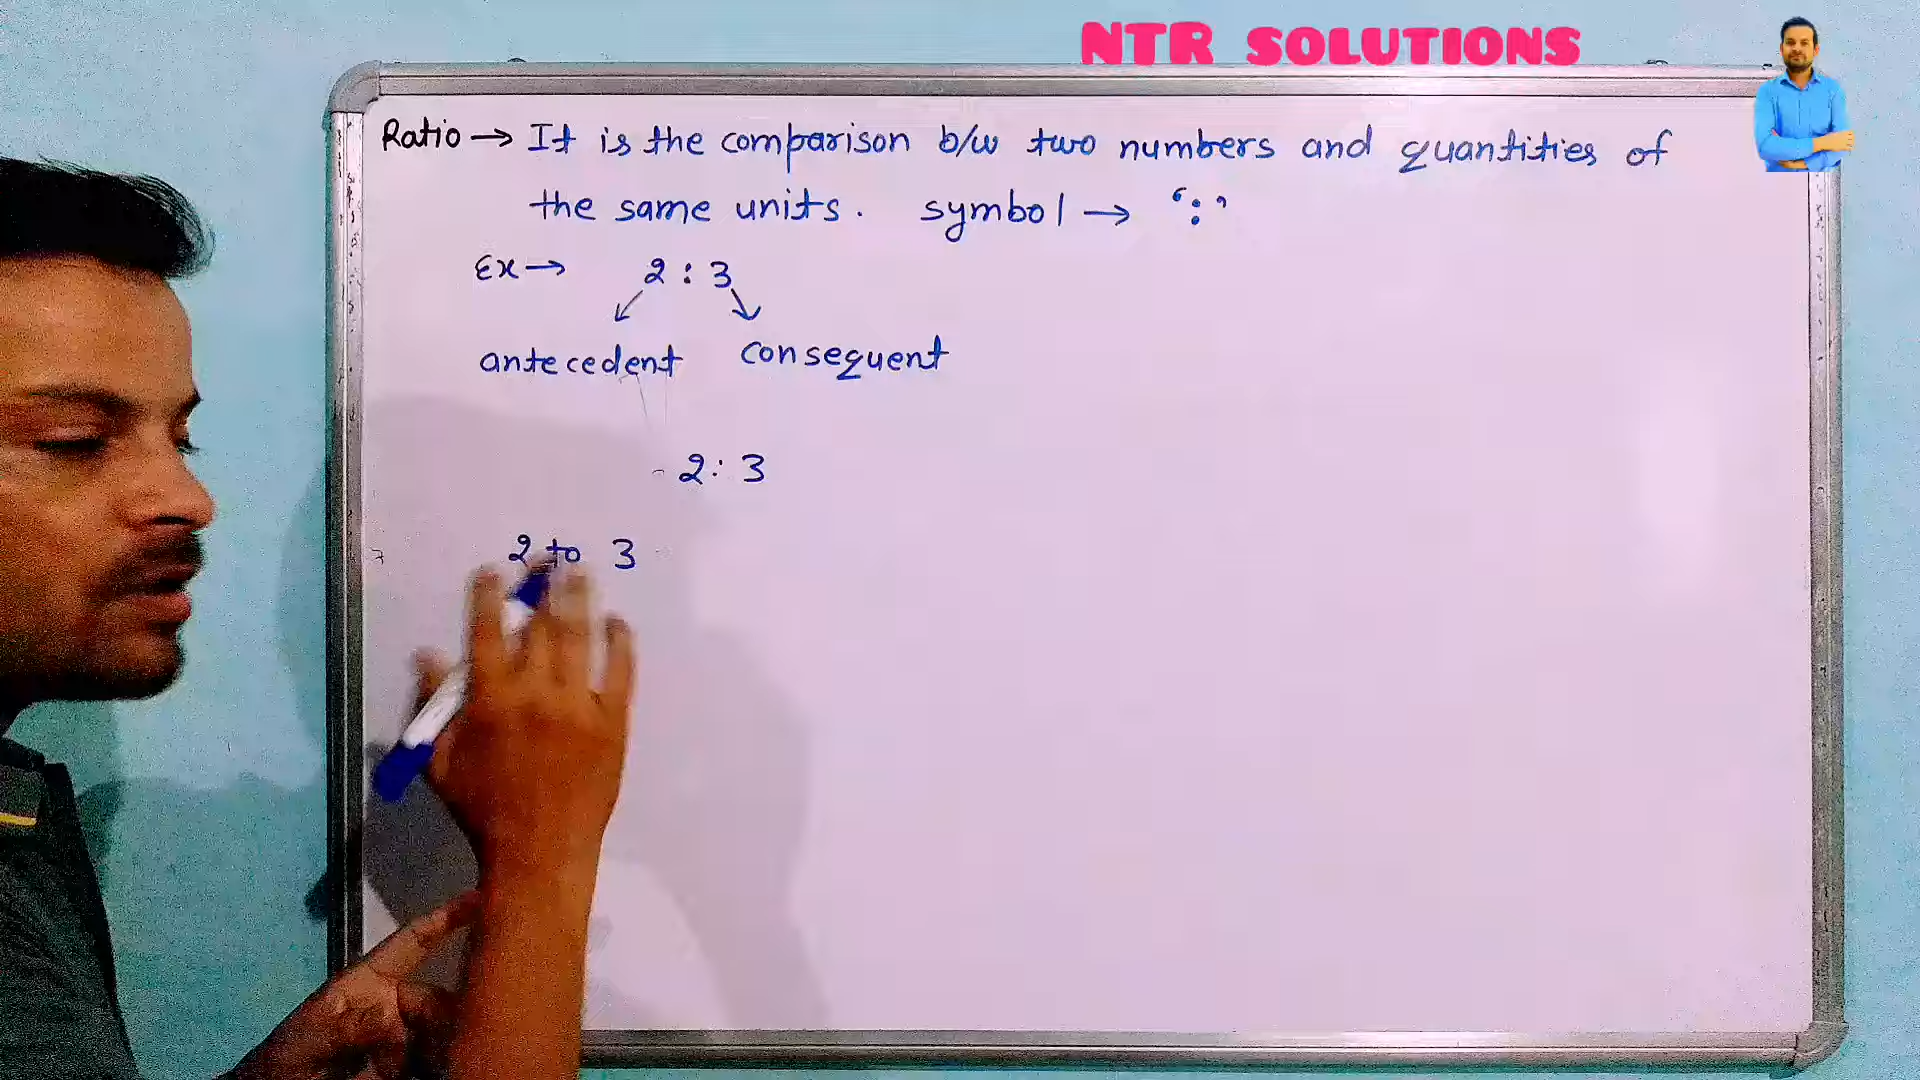 NTR SOLUTIONS
Ratio → It is the comparison b/w two numbers and quantities of
the same units. symbol → ‘:’
Ex → 2 : 3
antecedent consequent
2 : 3
2 to 3